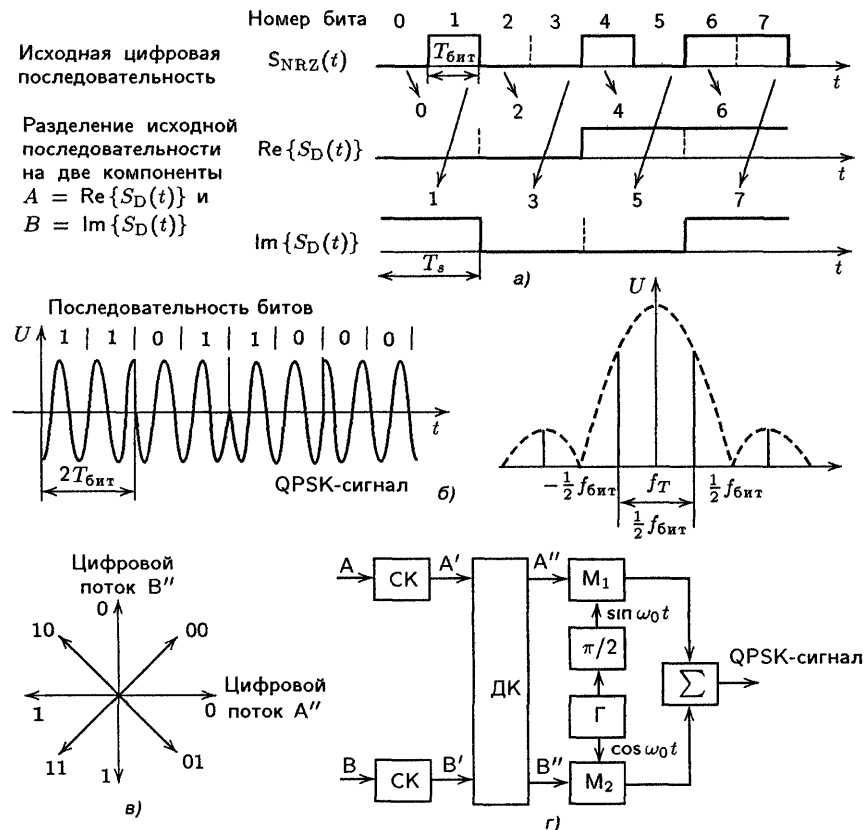 Номер бита 0 1 2 3 4 5 6 7
Исходная цифровая
последовательность
S_NRZ(t)
T_бит
t
0 2 4 6
Разделение исходной
последовательности
на две компоненты
A = Re{S_D(t)} и
B = Im{S_D(t)}
Re{S_D(t)}
t
1 3 5 7
Im{S_D(t)}
T_s
t
а)
Последовательность битов
U 1 | 1 | 0 | 1 | 1 | 0 | 0 | 0 |
t
2T_бит
QPSK-сигнал
б)
U
-½ f_бит f_T ½ f_бит
½ f_бит
Цифровой
поток B″
0
10 00
Цифровой
поток A″
1 0
11 01
1
в)
A СК A′ ДК A″ М₁
sin ω₀t
π/2
Σ QPSK-сигнал
Г
cos ω₀t
B СК B′ B″ М₂
г)